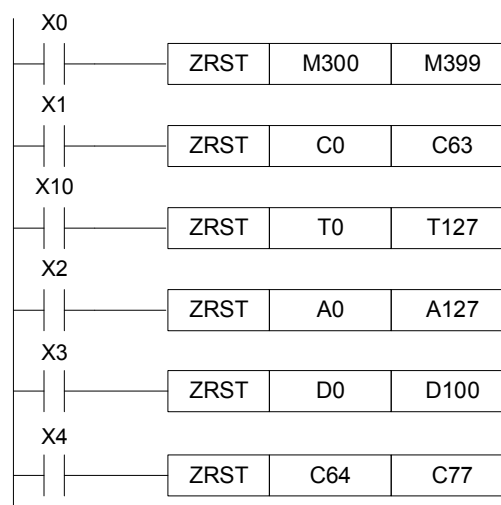 X0
ZRST M300 M399
X1
ZRST C0 C63
X10
ZRST T0 T127
X2
ZRST A0 A127
X3
ZRST D0 D100
X4
ZRST C64 C77